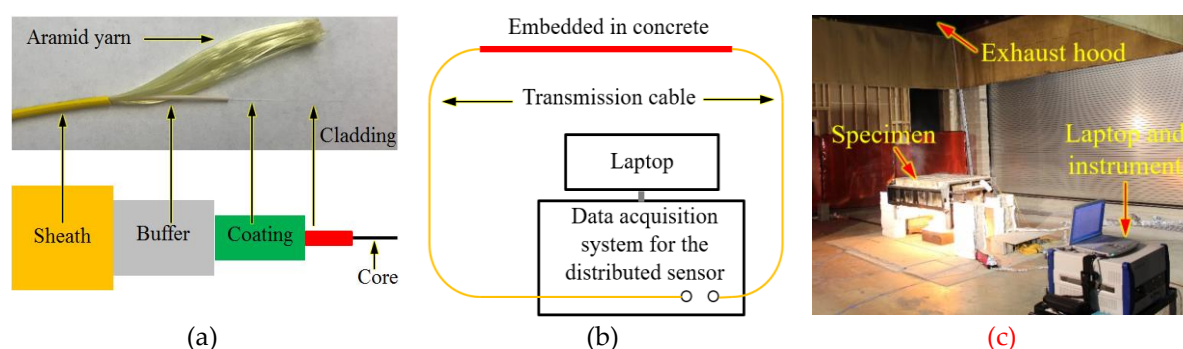 Aramid yarn
Cladding
Sheath
Buffer
Coating
Core
(a)
Embedded in concrete
Transmission cable
Laptop
Data acquisition
system for the
distributed sensor
(b)
Exhaust hood
Specimen
Laptop and
instrument
(c)